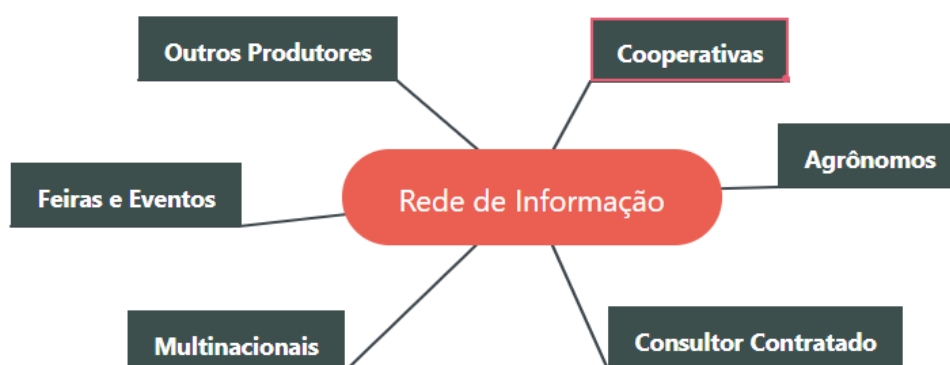 Outros Produtores
Cooperativas
Agrônomos
Feiras e Eventos
Rede de Informação
Multinacionais
Consultor Contratado